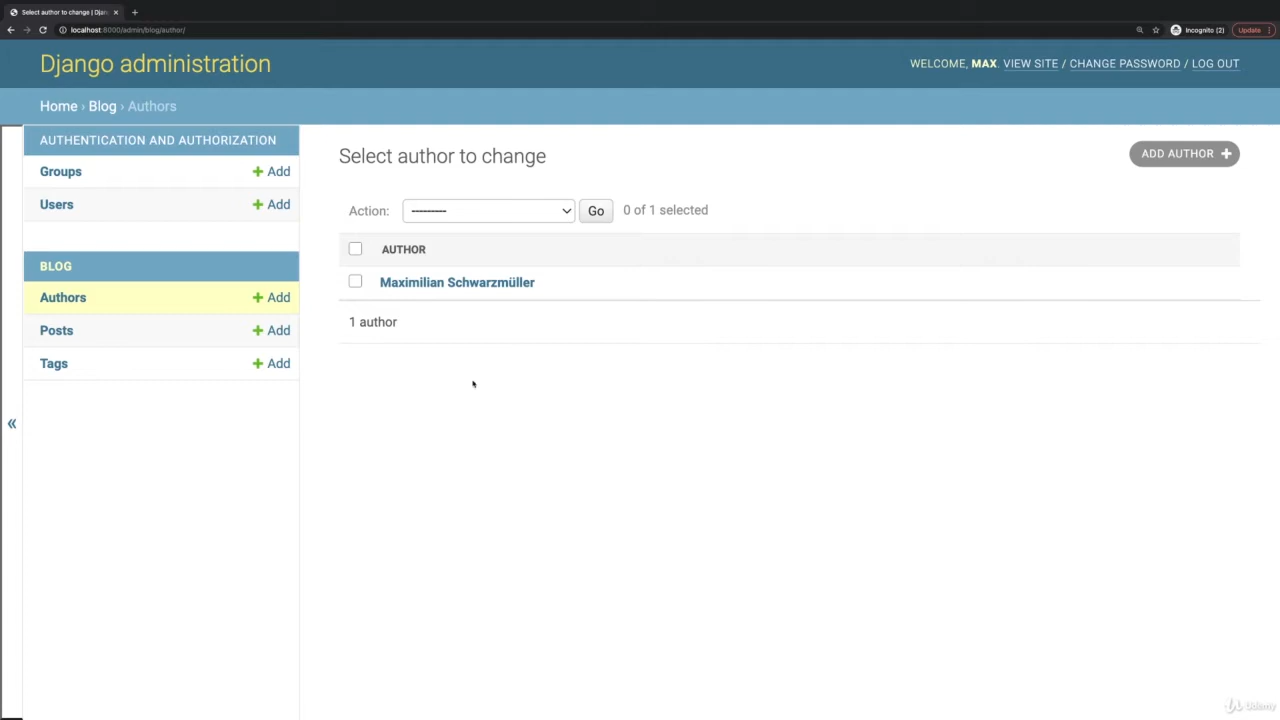 Select author to change | Djan
localhost:8000/admin/blog/author/
Incognito (2)
Update
Django administration
WELCOME, MAX. VIEW SITE / CHANGE PASSWORD / LOG OUT
Home › Blog › Authors
AUTHENTICATION AND AUTHORIZATION
Groups
+ Add
Users
+ Add
BLOG
Authors
+ Add
Posts
+ Add
Tags
+ Add
«
Select author to change
ADD AUTHOR +
Action:
---------
Go
0 of 1 selected
AUTHOR
Maximilian Schwarzmüller
1 author
Udemy